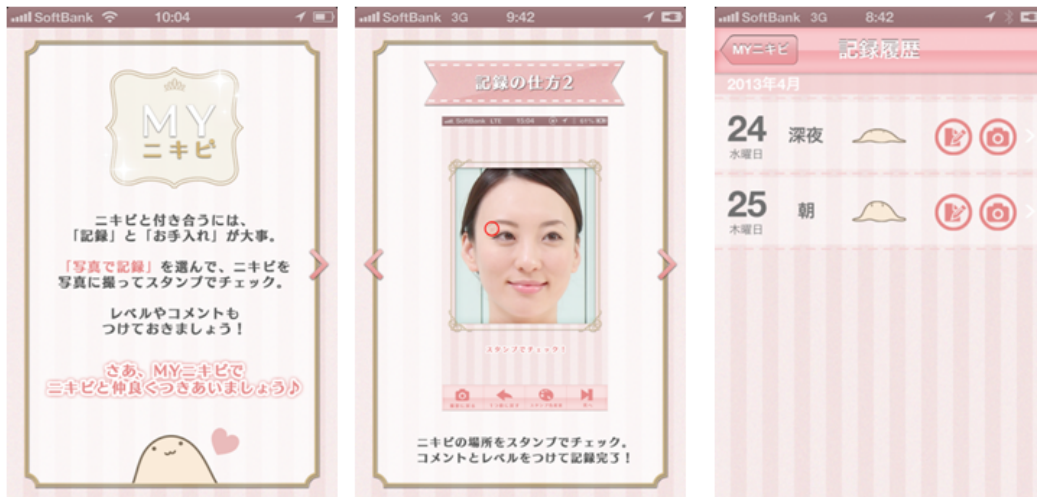 SoftBank
10:04
MY
ニキビ
ニキビと付き合うには、
「記録」と「お手入れ」が大事。
「写真で記録」を選んで、ニキビを
写真に撮ってスタンプでチェック。
レベルやコメントも
つけておきましょう！
さあ、MYニキビで
ニキビと仲良くつきあいましょう♪
SoftBank 3G
9:42
記録の仕方2
SoftBank LTE
10:04
スタンプでチェック！
ニキビの場所をスタンプでチェック。
コメントとレベルをつけて記録完了！
SoftBank 3G
8:42
MYニキビ
記録履歴
2013年4月
24
深夜
水曜日
25
朝
木曜日